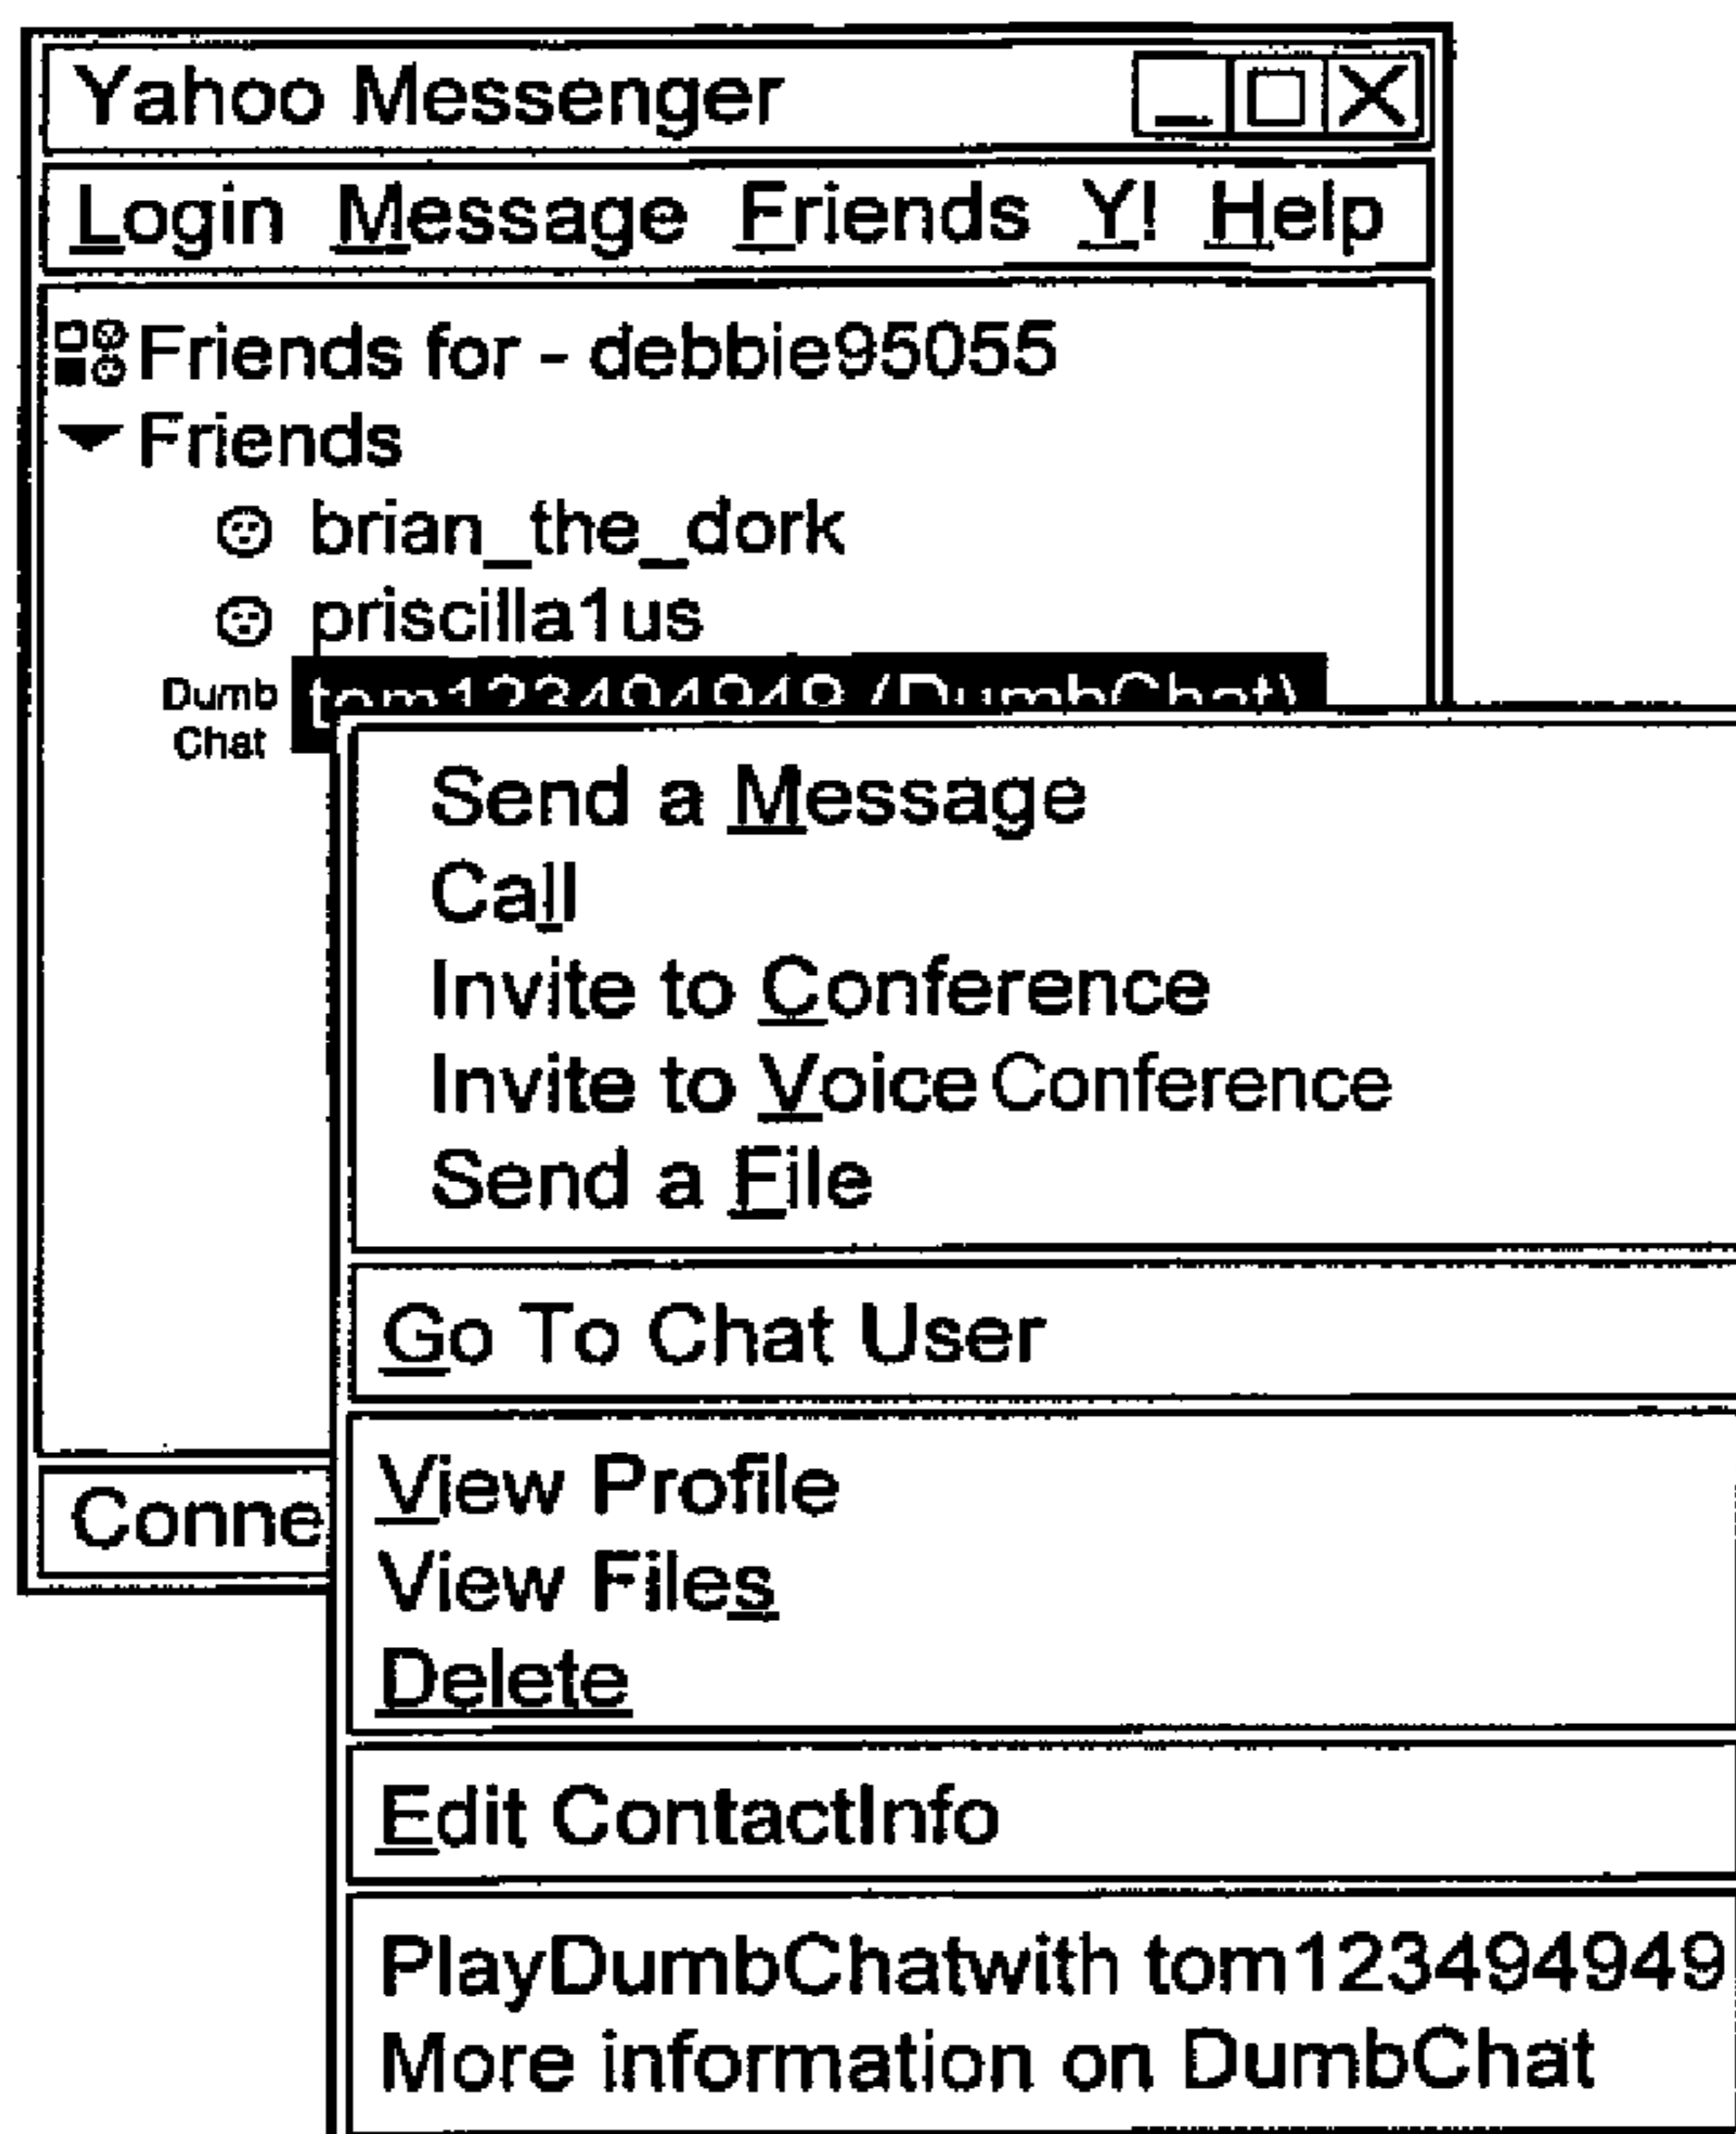 Yahoo Messenger
Login Message Friends Y! Help
Friends for - debbie95055
Friends
brian_the_dork
priscilla1us
Dumb Chat tom123494949 (DumbChat)
Send a Message
Call
Invite to Conference
Invite to Voice Conference
Send a File
Go To Chat User
View Profile
View Files
Delete
Edit ContactInfo
PlayDumbChatwith tom123494949
More information on DumbChat
Conne